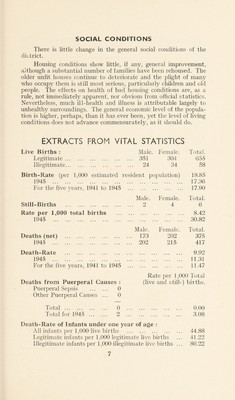 SOCIAL CONDITIONS
There is little change in the general social conditions of the
district.
Housing conditions show little, if any, general improvement,
although a substantial number of families have been rehoused. The
older unfit houses continue to deteriorate and the plight of many
who occupy them is still most serious, particularly children and old
people. The effects on health of bad housing conditions are, as a
rule, not immediately apparent, nor obvious from official statistics.
Nevertheless, much ill-health and illness is attributable largely to
unhealthy surroundings. The general economic level of the popula-
tion is higher, perhaps, than it has ever been, yet the level of living
conditions does not advance commensurately, as it should do.
EXTRACTS FROM VITAL STATISTICS
Live Births : Male. Female. Total.
Legitimate ... 351 304 655
Illegitimate... 24 34 58
Birth-Rate (per 1,000 estimated resident population) 18.85
1945 ... 17.36
For the five years, 1941 to 1945 ... 17.90
Male. Female. Total.
Still-Births ... 2 4 6
Rate per 1,000 total births ... 8.42
1945 ... 30.82
Male. Female. Total.
Deaths (net) ... 173 202 375
1945 ... 202 215 417
Death-Rate ... 9.92
1945 ... 11.31
For the five years, 1941 to 1945 ... 11.47
Rate per 1,000 Total
Deaths from Puerperal Causes : (live and still) births.
Puerperal Sepsis ... 0
Other Puerperal Causes ... 0
Total ... 0 ... 0.00
Total for 1945 ... 2 ... 3.08
Death-Rate of Infants under one year of age :
All infants per 1,000 live births ... 44.88
Legitimate infants per 1,000 legitimate live births ... 41.22
Illegitimate infants per 1,000 illegitimate live births ... 86.22
7